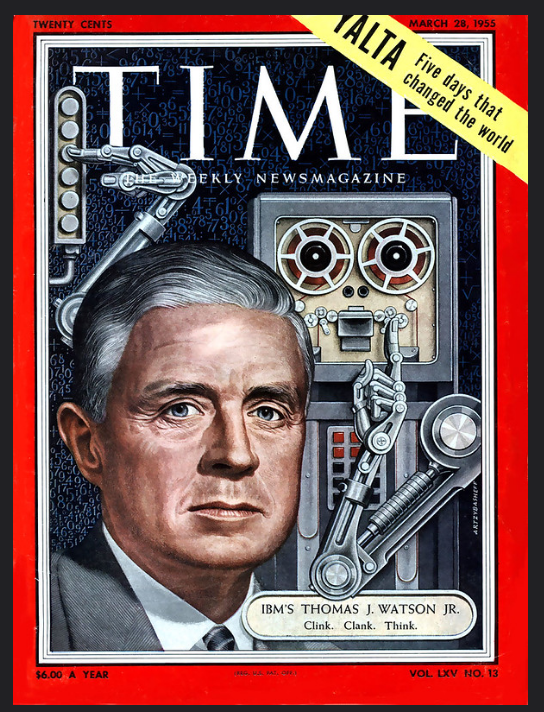 TWENTY CENTS
MARCH 28, 1955
YALTA
Five days that
changed the world
TIME
THE WEEKLY NEWSMAGAZINE
ARTZYBASHEFF
IBM'S THOMAS J. WATSON JR.
Clink. Clank. Think.
$6.00 A YEAR
VOL. LXV NO. 13